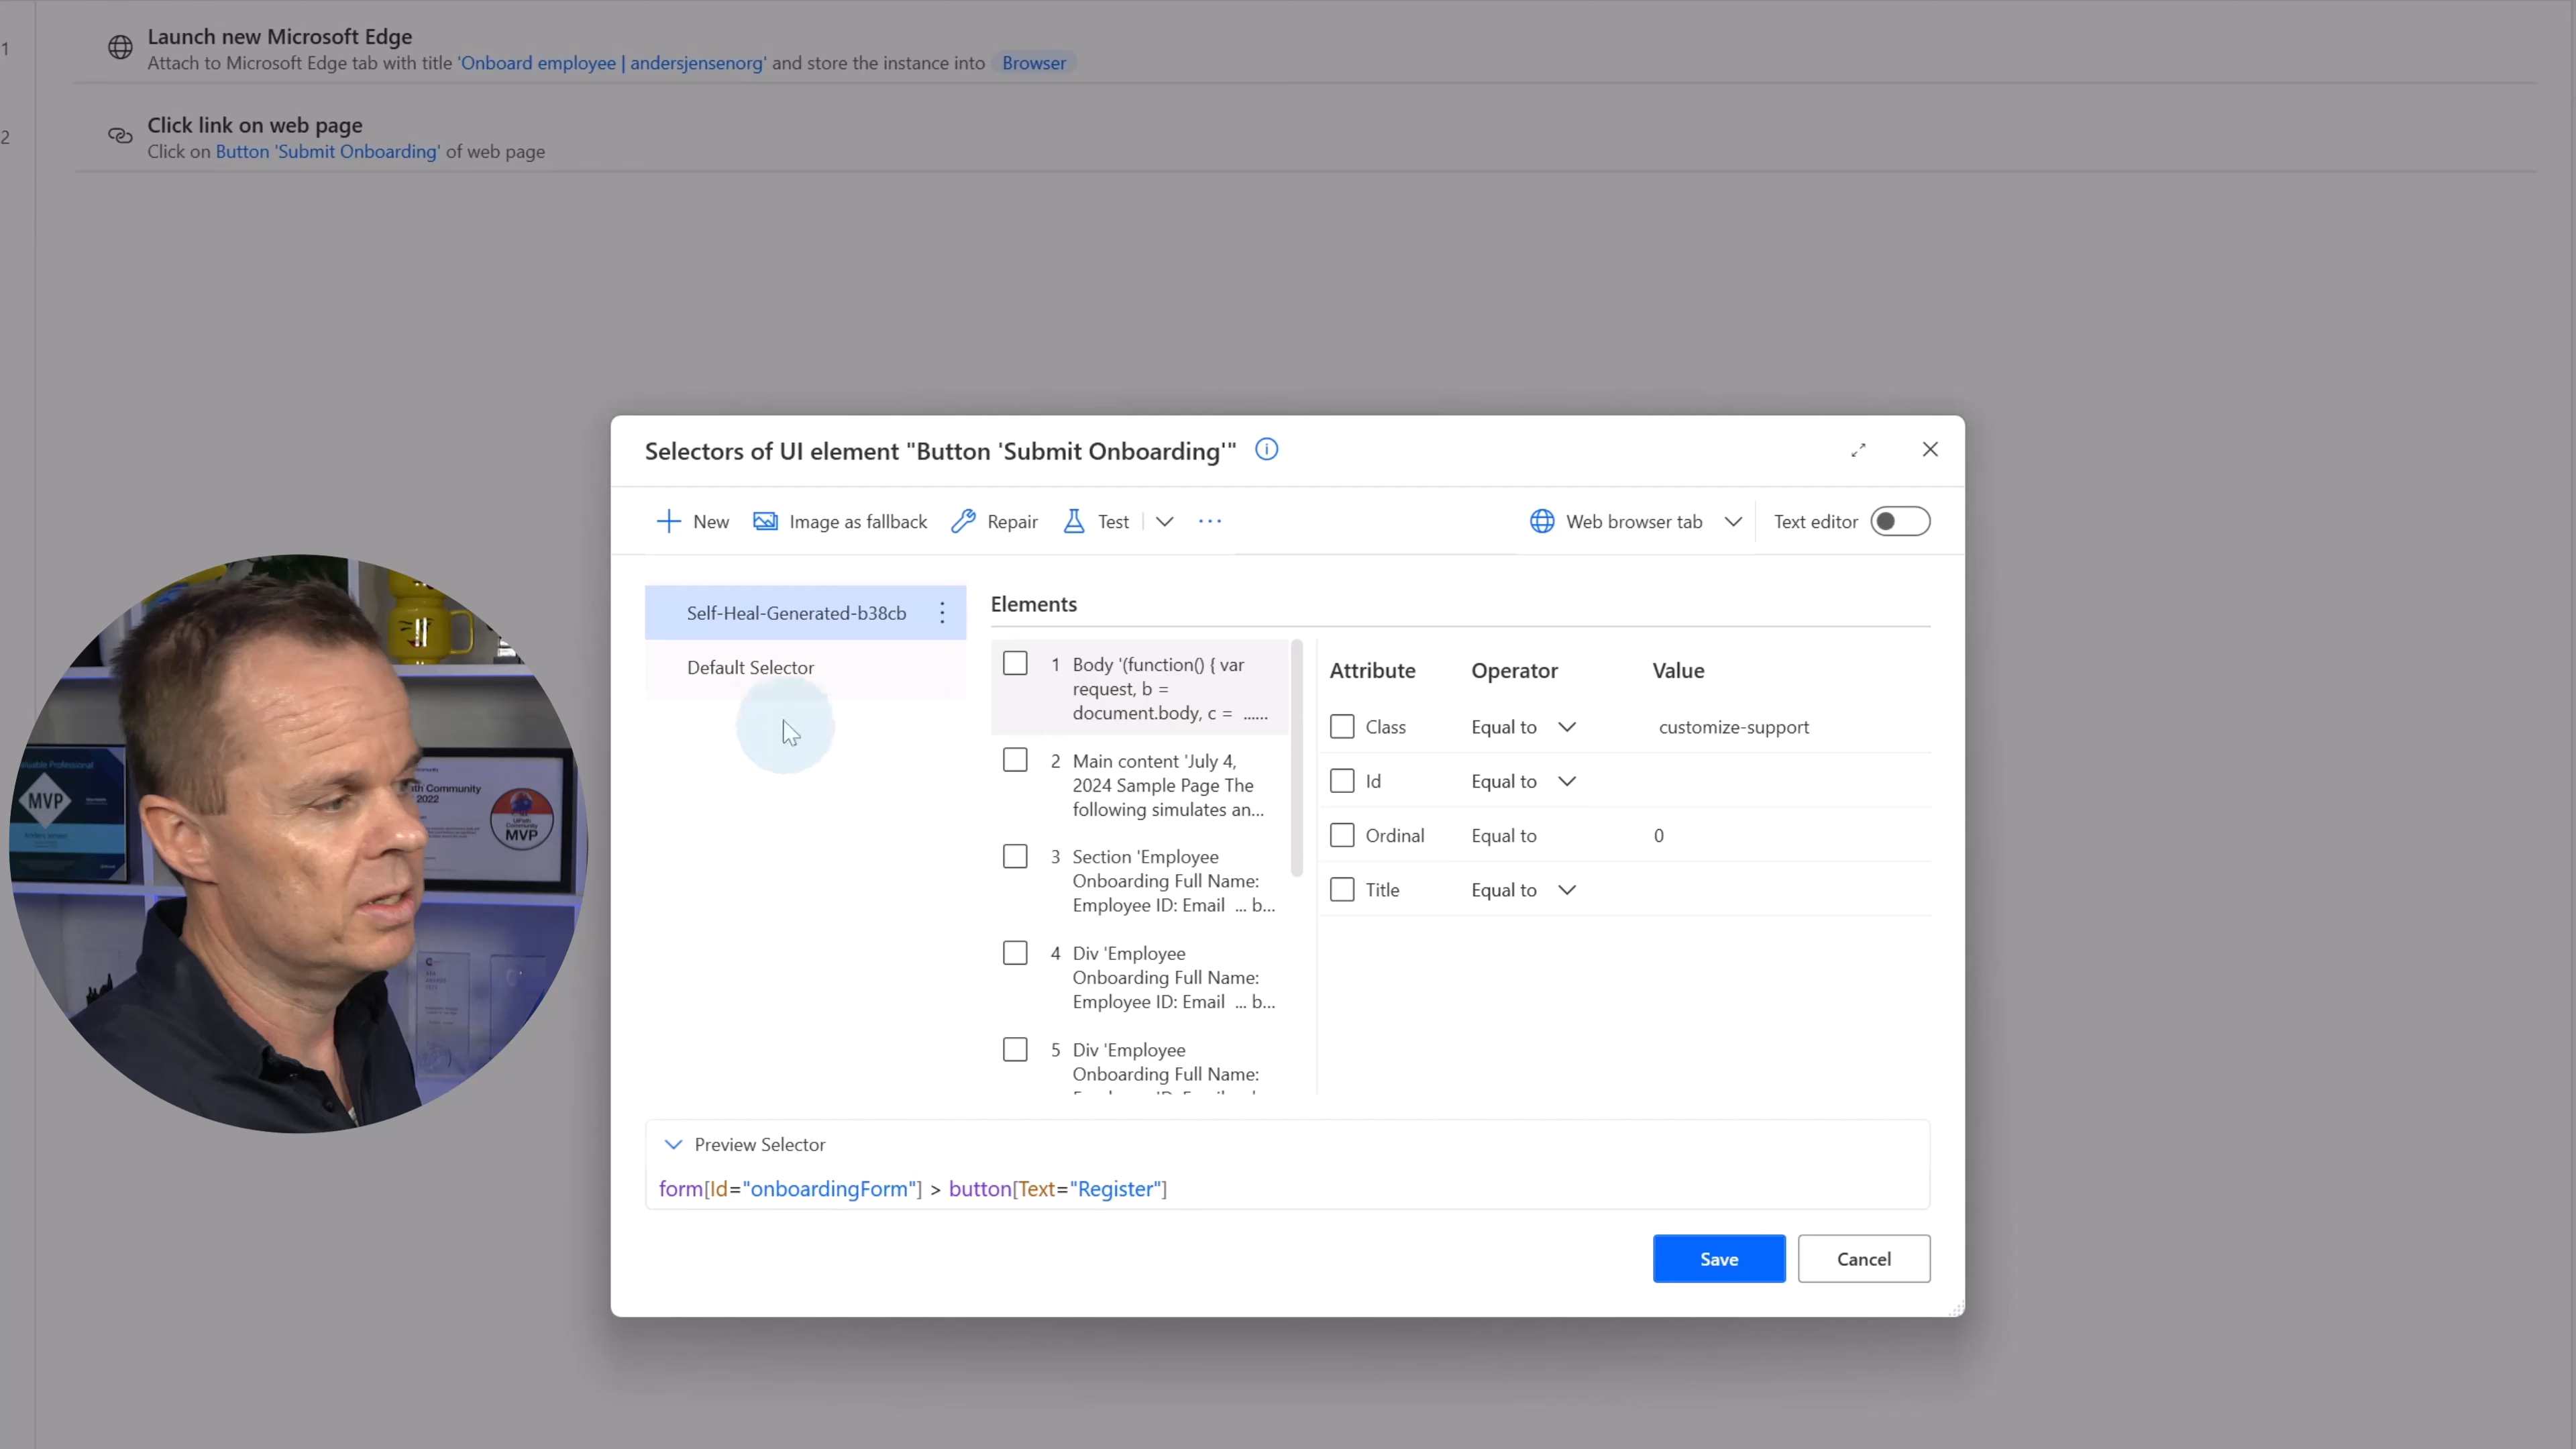 1
Launch new Microsoft Edge
Attach to Microsoft Edge tab with title 'Onboard employee | andersjensenorg' and store the instance into Browser
2
Click link on web page
Click on Button 'Submit Onboarding' of web page
Selectors of UI element "Button 'Submit Onboarding'"
New
Image as fallback
Repair
Test
Web browser tab
Text editor
Self-Heal-Generated-b38cb
Default Selector
Elements
1 Body '(function() { var
request, b =
document.body, c = ......
2 Main content 'July 4,
2024 Sample Page The
following simulates an...
3 Section 'Employee
Onboarding Full Name:
Employee ID: Email ... b...
4 Div 'Employee
Onboarding Full Name:
Employee ID: Email ... b...
5 Div 'Employee
Onboarding Full Name:
Attribute Operator Value
Class Equal to customize-support
Id Equal to
Ordinal Equal to 0
Title Equal to
Preview Selector
form[Id="onboardingForm"] > button[Text="Register"]
Save
Cancel
MVP
Community
2022
MVP